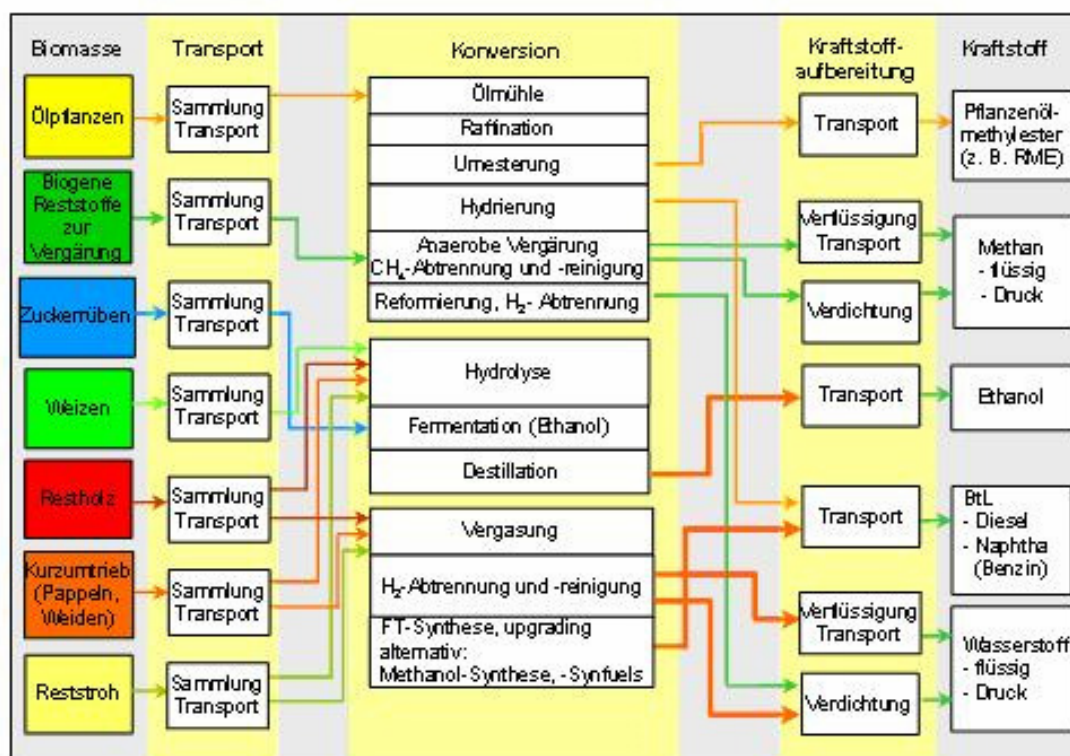 Biomasse
Transport
Konversion
Kraftstoff-
aufbereitung
Kraftstoff
Ölpflanzen
Sammlung
Transport
Ölmühle
Raffination
Umesterung
Hydrierung
Anaerobe Vergärung
CH₄-Abtrennung und -reinigung
Reformierung, H₂- Abtrennung
Transport
Pflanzenöl-
methylester
(z. B. RME)
Biogene
Reststoffe
zur
Vergärung
Sammlung
Transport
Verflüssigung
Transport
Verdichtung
Methan
- flüssig
- Druck
Zuckerrüben
Sammlung
Transport
Weizen
Sammlung
Transport
Hydrolyse
Fermentation (Ethanol)
Destillation
Transport
Ethanol
Restholz
Sammlung
Transport
Vergasung
H₂-Abtrennung und -reinigung
FT-Synthese, upgrading
alternativ:
Methanol-Synthese, -Synfuels
Transport
BtL
- Diesel
- Naphtha
(Benzin)
Kurzumtrieb
(Pappeln,
Weiden)
Sammlung
Transport
Verflüssigung
Transport
Reststroh
Sammlung
Transport
Verdichtung
Wasserstoff
- flüssig
- Druck